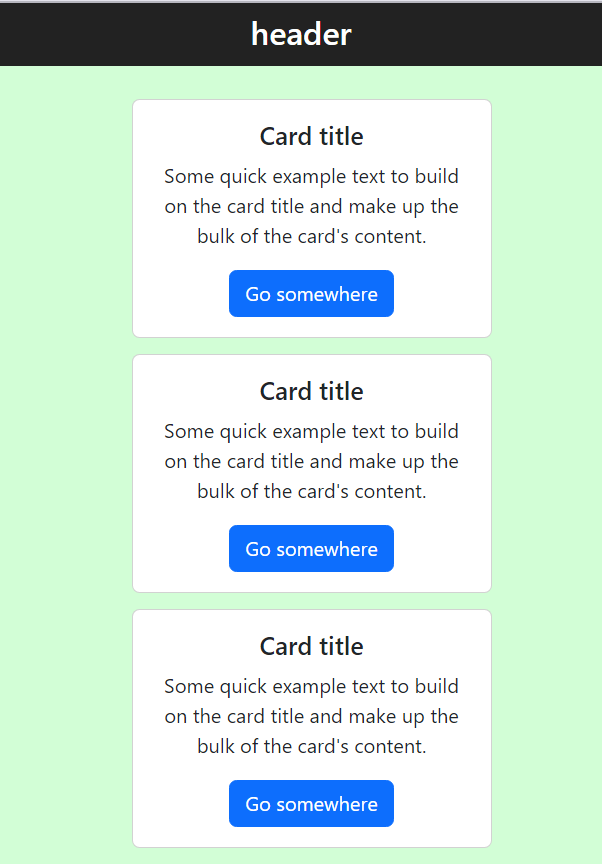 header
Card title
Some quick example text to build
on the card title and make up the
bulk of the card's content.
Go somewhere
Card title
Some quick example text to build
on the card title and make up the
bulk of the card's content.
Go somewhere
Card title
Some quick example text to build
on the card title and make up the
bulk of the card's content.
Go somewhere